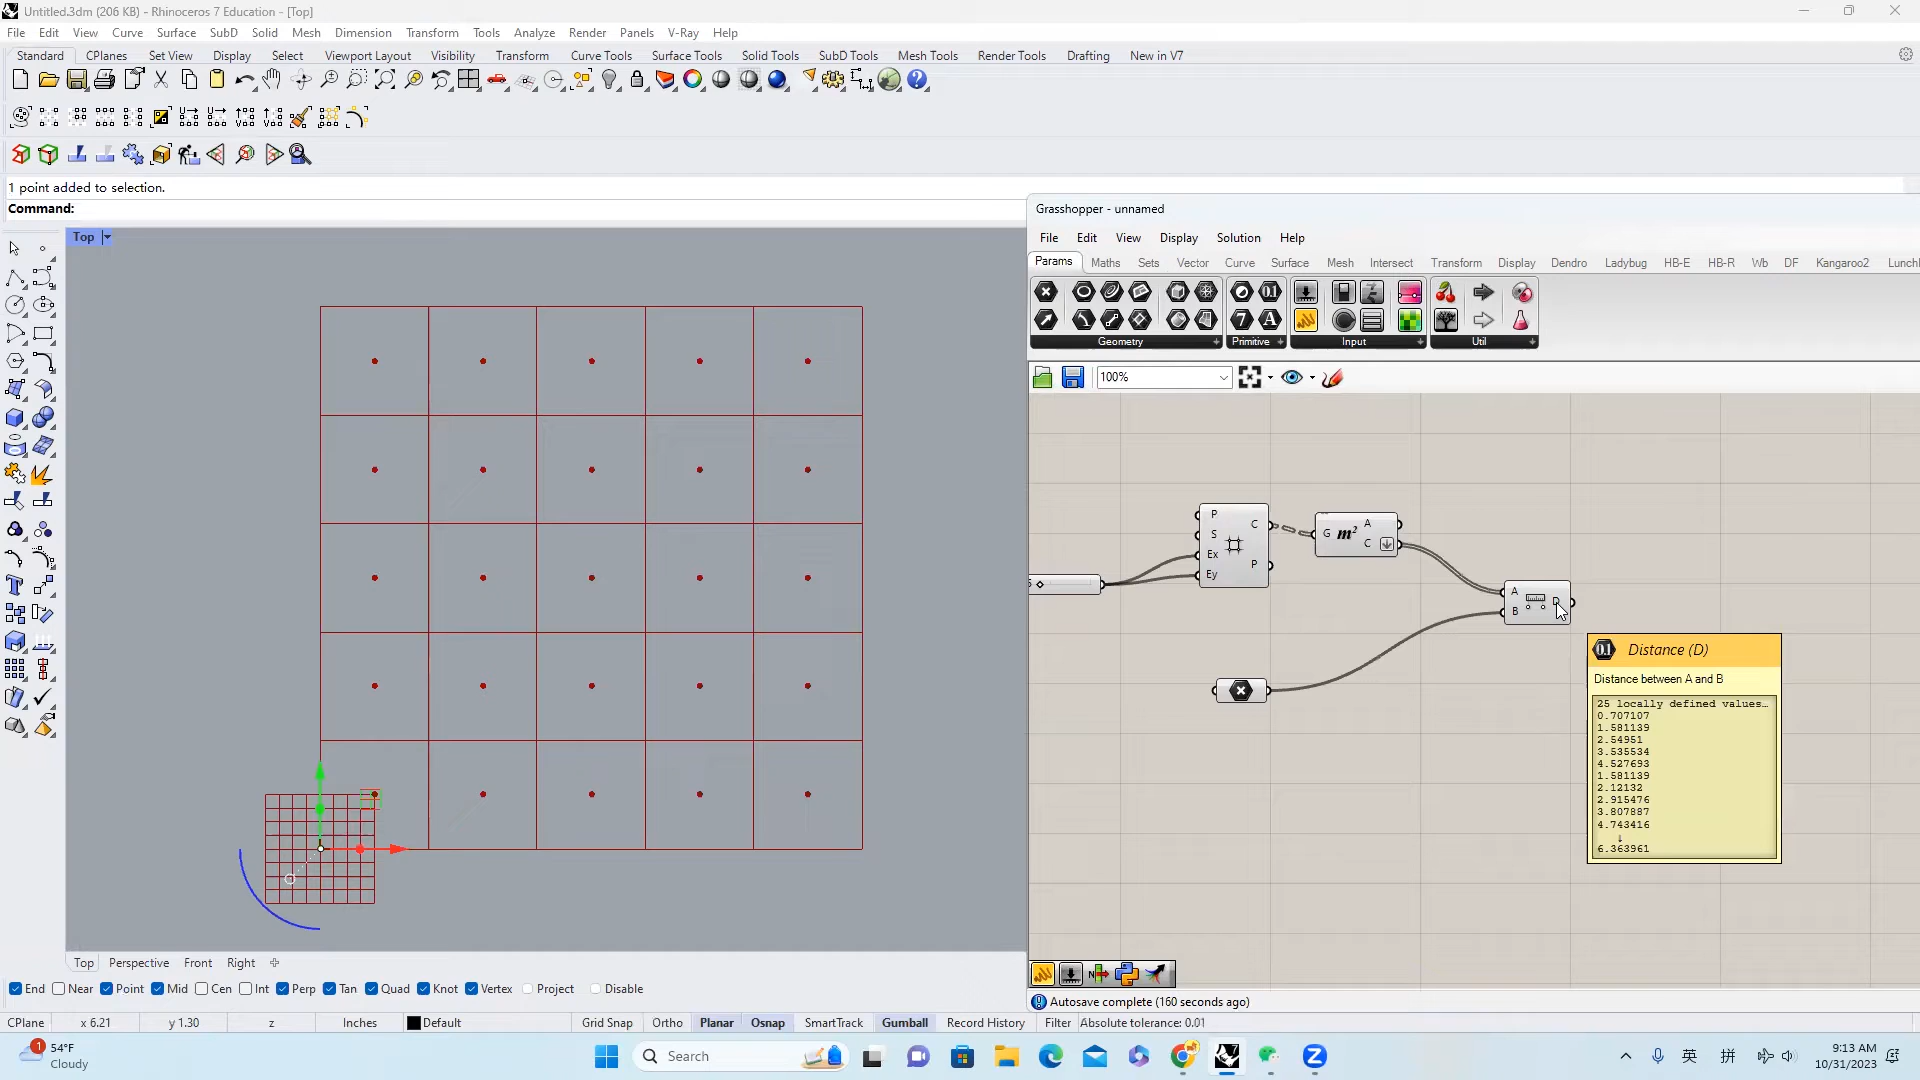 Untitled.3dm (206 KB) - Rhinoceros 7 Education - [Top]
File Edit View Curve Surface SubD Solid Mesh Dimension Transform Tools Analyze Render Panels V-Ray Help
Standard CPlanes Set View Display Select Viewport Layout Visibility Transform Curve Tools Surface Tools Solid Tools SubD Tools Mesh Tools Render Tools Drafting New in V7
1 point added to selection.
Command:
Top
Grasshopper - unnamed
File Edit View Display Solution Help
Params Maths Sets Vector Curve Surface Mesh Intersect Transform Display Dendro Ladybug HB-E HB-R Wb DF Kangaroo2 Lunchl
Geometry Primitive Input Util
100%
P
S
Ex
Ey
C
P
G m² A
C
A
B
D
Distance (D)
Distance between A and B
25 locally defined values…
0.707107
1.581139
2.54951
3.535534
4.527693
1.581139
2.12132
2.915476
3.807887
4.743416
↓
6.363961
Top Perspective Front Right
End Near Point Mid Cen Int Perp Tan Quad Knot Vertex Project Disable
Autosave complete (160 seconds ago)
CPlane x 6.21 y 1.30 z Inches Default Grid Snap Ortho Planar Osnap SmartTrack Gumball Record History Filter Absolute tolerance: 0.01
1
54°F
Cloudy
Search
英 拼
9:13 AM
10/31/2023